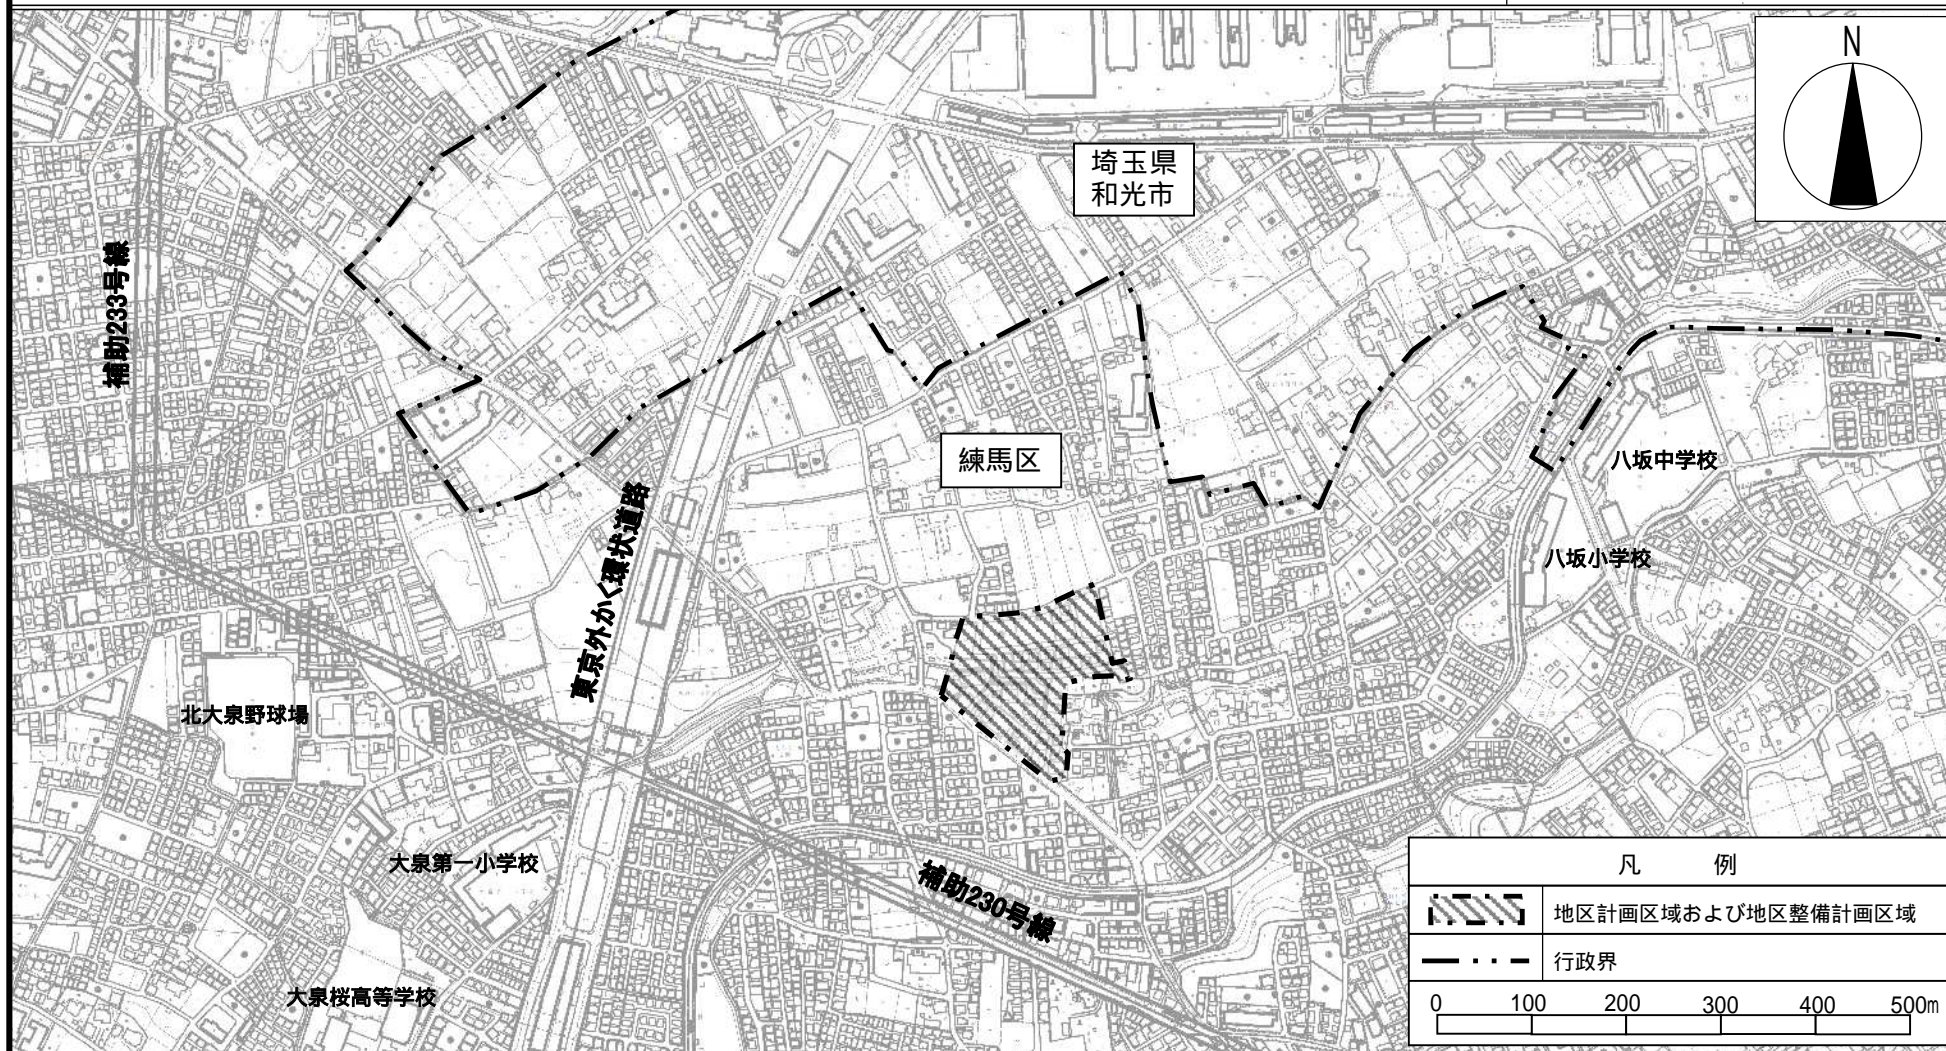 N
埼玉県
和光市
補助233号線
練馬区
八坂中学校
東京外かく環状道路
八坂小学校
北大泉野球場
大泉第一小学校
補助230号線
大泉桜高等学校
凡 例
地区計画区域および地区整備計画区域
行政界
0 100 200 300 400 500m